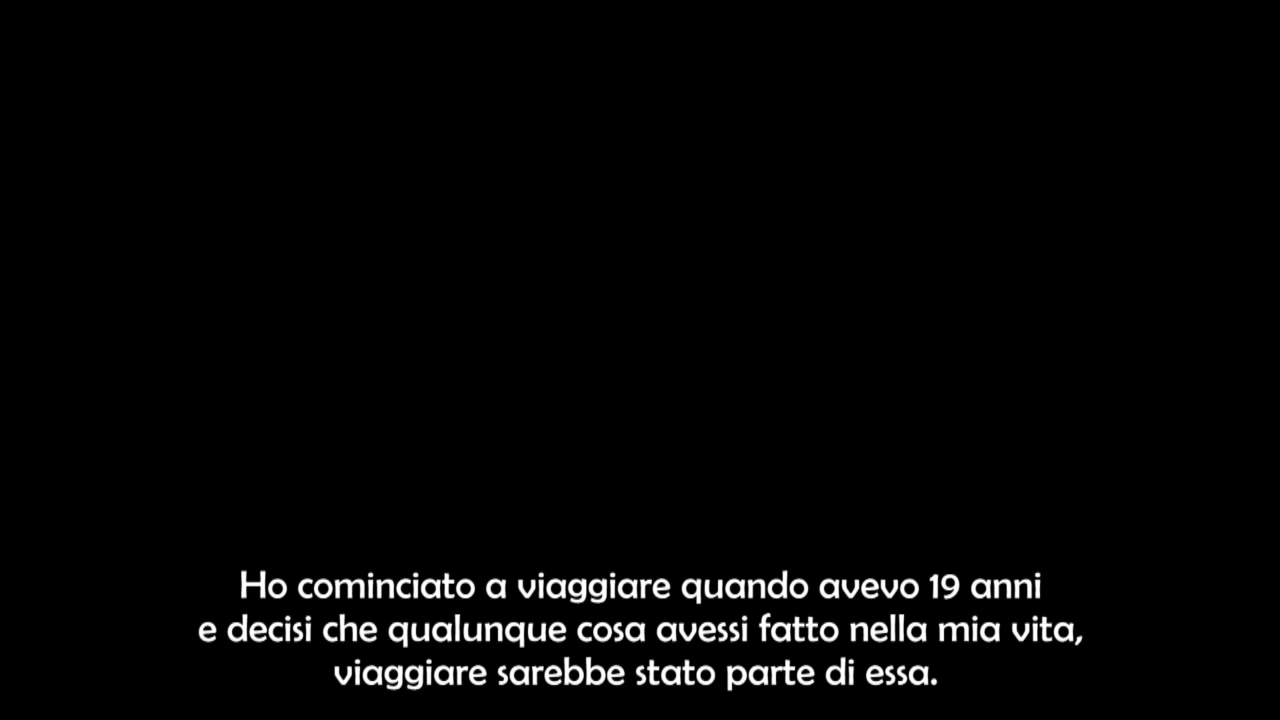 Ho cominciato a viaggiare quando avevo 19 anni
e decisi che qualunque cosa avessi fatto nella mia vita,
viaggiare sarebbe stato parte di essa.